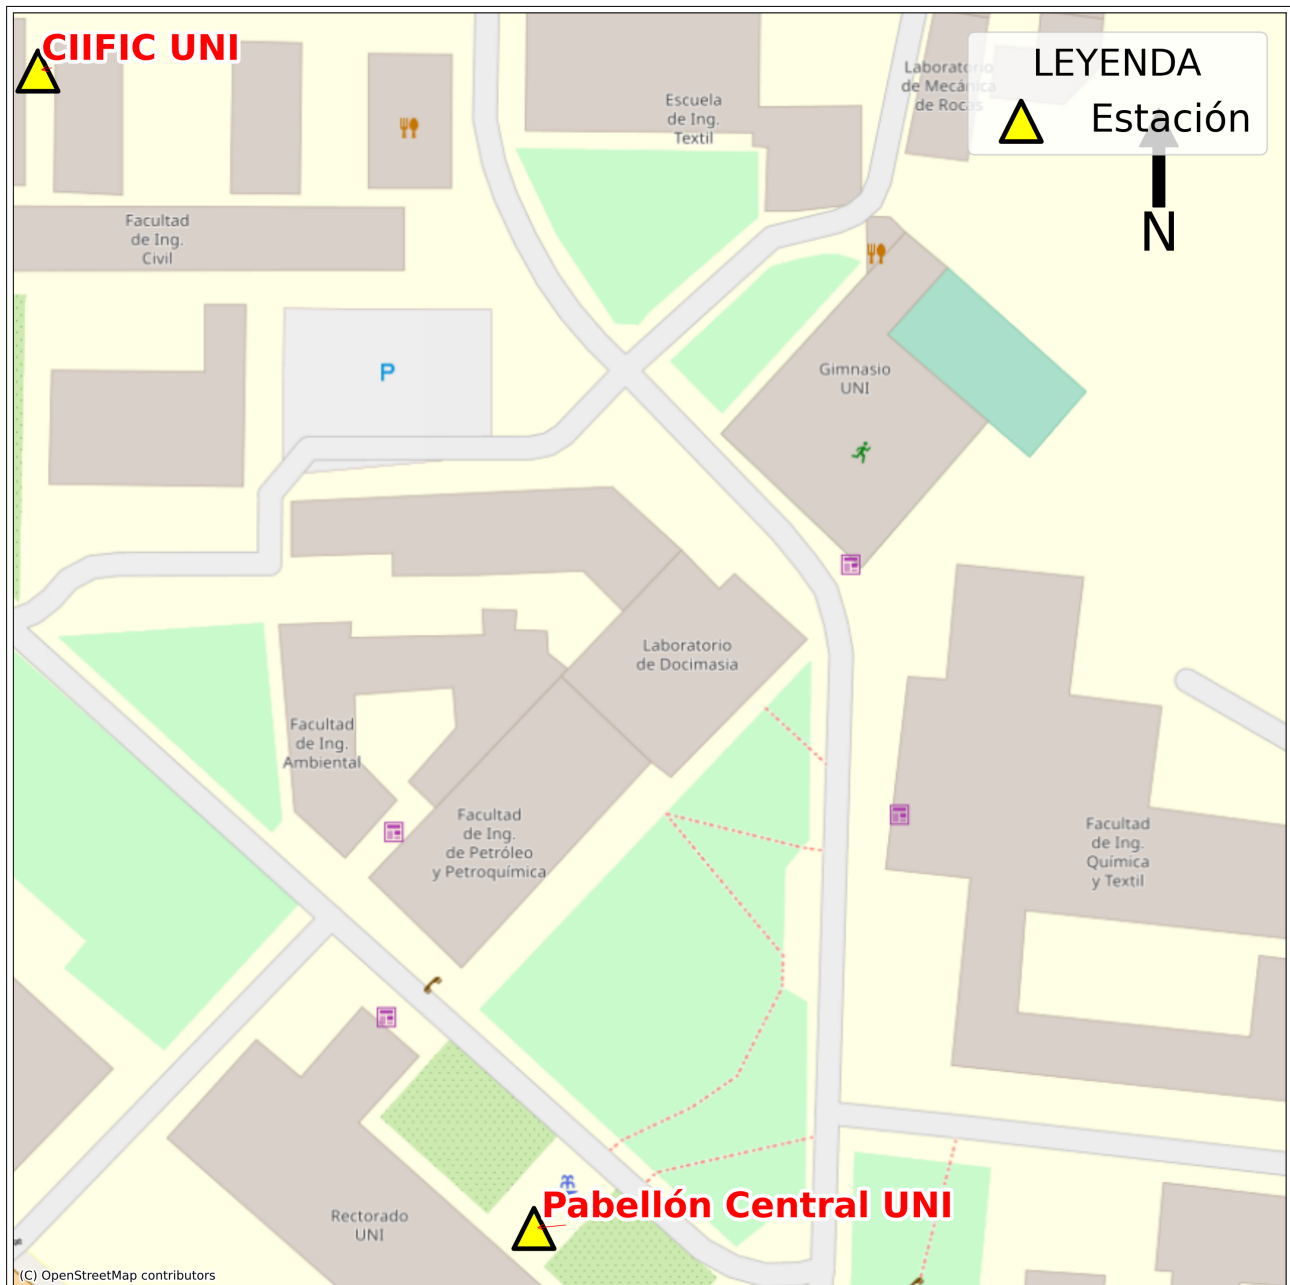 CIIFIC UNI
LEYENDA
Estación
N
Laboratorio
de Mecánica
de Rocas
Escuela
de Ing.
Textil
Facultad
de Ing.
Civil
P
Gimnasio
UNI
Laboratorio
de Docimasia
Facultad
de Ing.
Ambiental
Facultad
de Ing.
de Petróleo
y Petroquímica
Facultad
de Ing.
Química
y Textil
Pabellón Central UNI
Rectorado
UNI
(C) OpenStreetMap contributors